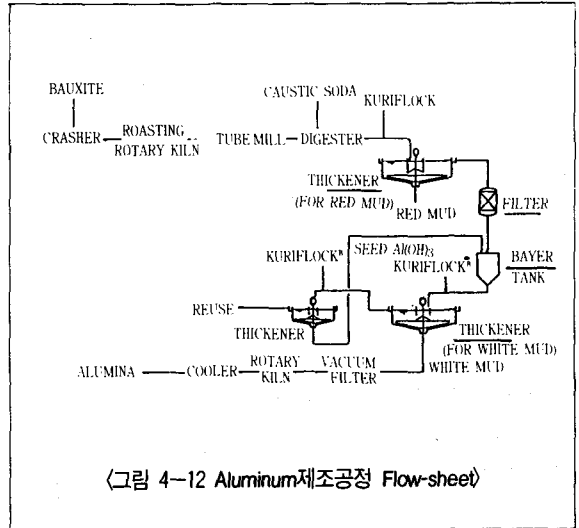 BAUXITE
CRASHER
ROASTING
ROTARY KILN
CAUSTIC SODA
KURIFLOCK
TUBE MILL
DIGESTER
THICKENER
(FOR RED MUD)
RED MUD
FILTER
SEED Al(OH)3
KURIFLOCK®
KURIFLOCK®
BAYER
TANK
REUSE
THICKENER
THICKENER
(FOR WHITE MUD)
WHITE MUD
ALUMINA
COOLER
ROTARY
KILN
VACUUM
FILTER
〈그림 4-12 Aluminum제조공정 Flow-sheet〉